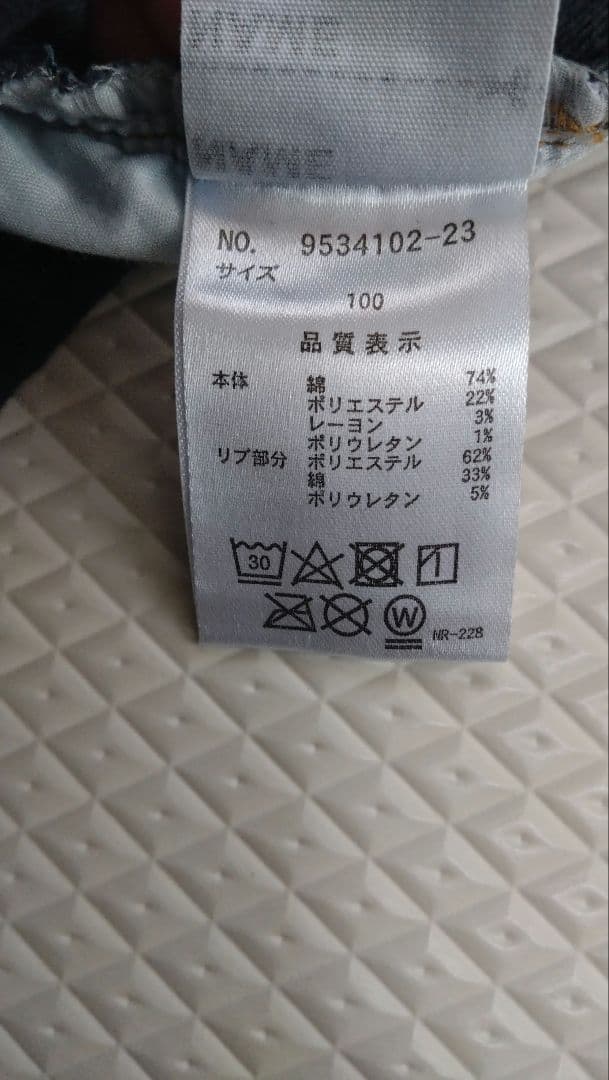 NAME
NAME
NO. 9534102-23
サイズ
100
品質表示
本体 綿 74%
ポリエステル 22%
レーヨン 3%
ポリウレタン 1%
リブ部分 ポリエステル 62%
綿 33%
ポリウレタン 5%
30
W
NR-228